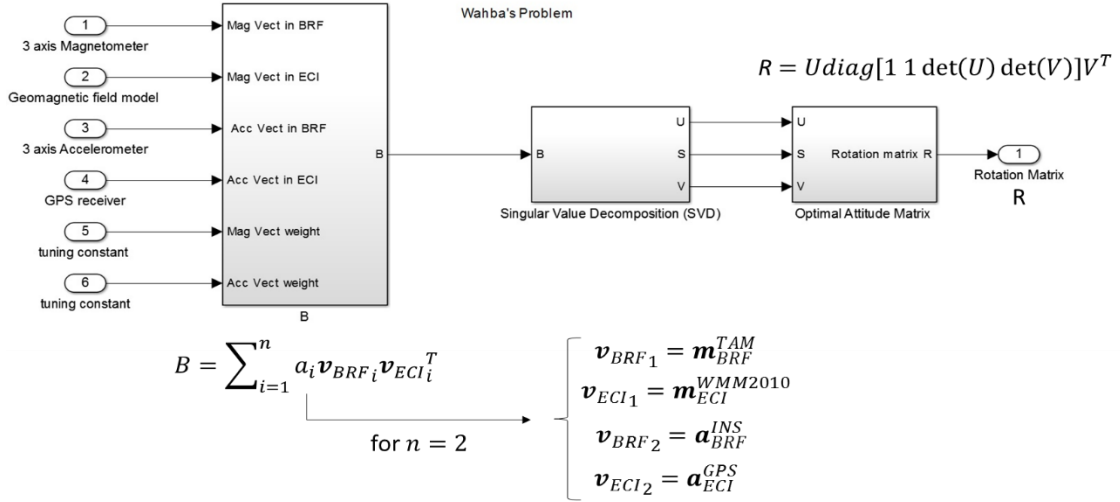 Wahba's Problem
1
3 axis Magnetometer
2
Geomagnetic field model
3
3 axis Accelerometer
4
GPS receiver
5
tuning constant
6
tuning constant
Mag Vect in BRF
Mag Vect in ECI
Acc Vect in BRF
Acc Vect in ECI
Mag Vect weight
Acc Vect weight
B
B
B
U
S
V
Singular Value Decomposition (SVD)
R = Udiag[1 1 det(U) det(V)]V^T
U
S
V
Rotation matrix R
Optimal Attitude Matrix
1
Rotation Matrix
R
B = ∑_{i=1}^{n} a_i v_{BRF_i} v_{ECI_i}^T
for n = 2
v_{BRF_1} = m_{BRF}^{TAM}
v_{ECI_1} = m_{ECI}^{WMM2010}
v_{BRF_2} = a_{BRF}^{INS}
v_{ECI_2} = a_{ECI}^{GPS}